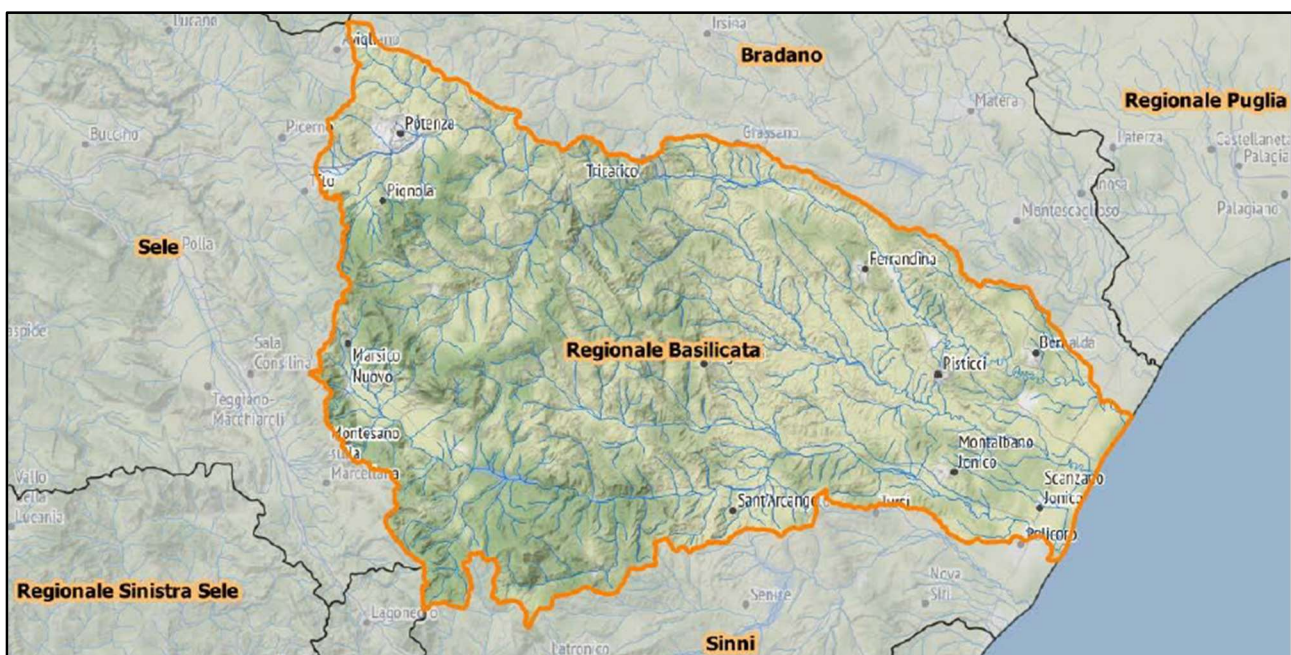 Lucano
Irsina
Avigliano
Bradano
Matera
Regionale Puglia
Buccino
Picerno
Potenza
Grassano
Laterza
Castellaneta
Palagia
Tricarico
Tito
Pignola
Ginosa
Montescaglioso
Palagiano
Sele
Polla
Ferrandina
Sala
Consilina
Marsico
Nuovo
Regionale Basilicata
Bernalda
Pisticci
Teggiano-
Macchiaroli
Montesano
Marcellana
Montalbano
Jonico
Vallo
della
Lucania
Scanzano
Jonico
Sant'Arcangelo
Tursi
Policoro
Regionale Sinistra Sele
Lagonegro
Senise
Nova
Siri
Latronico
Sinni